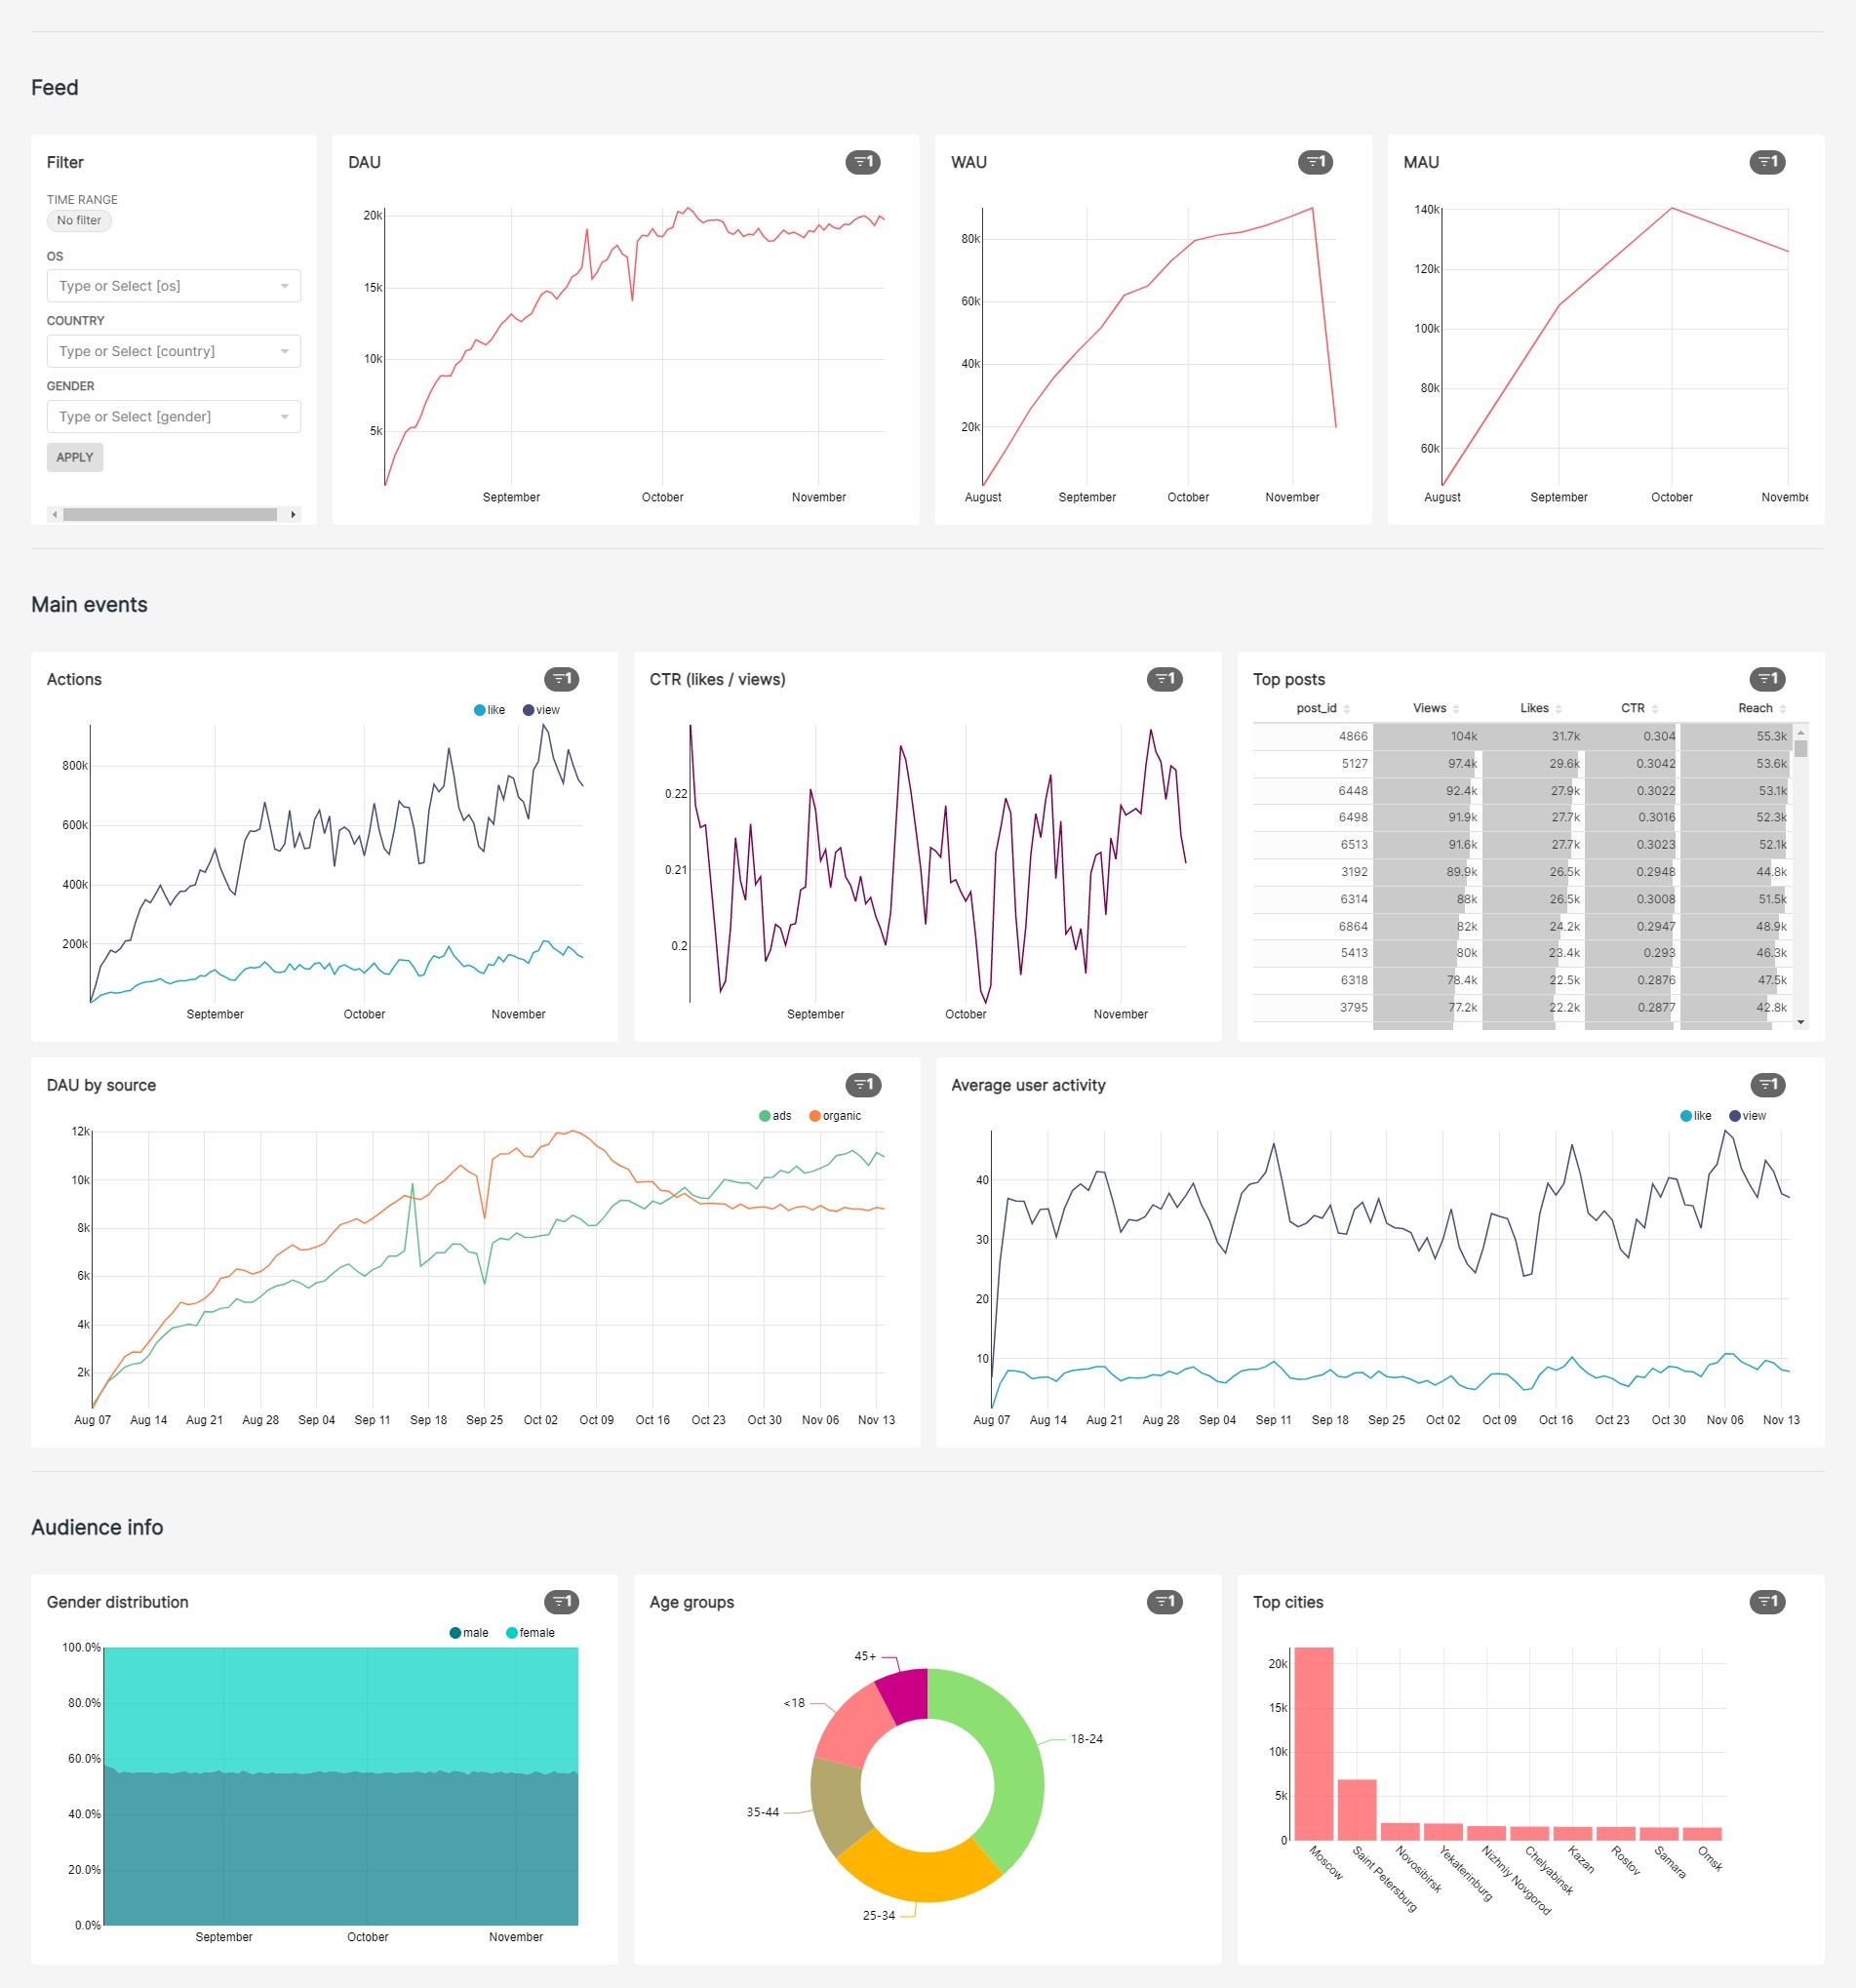 Feed
Filter
TIME RANGE
No filter
OS
Type or Select [os]
COUNTRY
Type or Select [country]
GENDER
Type or Select [gender]
APPLY
DAU
1
20k
15k
10k
5k
September October November
WAU
1
80k
60k
40k
20k
August September October November
MAU
1
140k
120k
100k
80k
60k
August September October Novembe
Main events
Actions
1
like view
800k
600k
400k
200k
September October November
CTR (likes / views)
1
0.22
0.21
0.2
September October November
Top posts
1
post_id Views Likes CTR Reach
4866 104k 31.7k 0.304 55.3k
5127 97.4k 29.6k 0.3042 53.6k
6448 92.4k 27.9k 0.3022 53.1k
6498 91.9k 27.7k 0.3016 52.3k
6513 91.6k 27.7k 0.3023 52.1k
3192 89.9k 26.5k 0.2948 44.8k
6314 88k 26.5k 0.3008 51.5k
6864 82k 24.2k 0.2947 48.9k
5413 80k 23.4k 0.293 46.3k
6318 78.4k 22.5k 0.2876 47.5k
3795 77.2k 22.2k 0.2877 42.8k
DAU by source
1
ads organic
12k
10k
8k
6k
4k
2k
Aug 07 Aug 14 Aug 21 Aug 28 Sep 04 Sep 11 Sep 18 Sep 25 Oct 02 Oct 09 Oct 16 Oct 23 Oct 30 Nov 06 Nov 13
Average user activity
1
like view
40
30
20
10
Aug 07 Aug 14 Aug 21 Aug 28 Sep 04 Sep 11 Sep 18 Sep 25 Oct 02 Oct 09 Oct 16 Oct 23 Oct 30 Nov 06 Nov 13
Audience info
Gender distribution
1
male female
100.0%
80.0%
60.0%
40.0%
20.0%
0.0%
September October November
Age groups
1
45+
<18
18-24
35-44
25-34
Top cities
1
20k
15k
10k
5k
0
Moscow
Saint Petersburg
Novosibirsk
Yekaterinburg
Nizhniy Novgorod
Chelyabinsk
Kazan
Rostov
Samara
Omsk